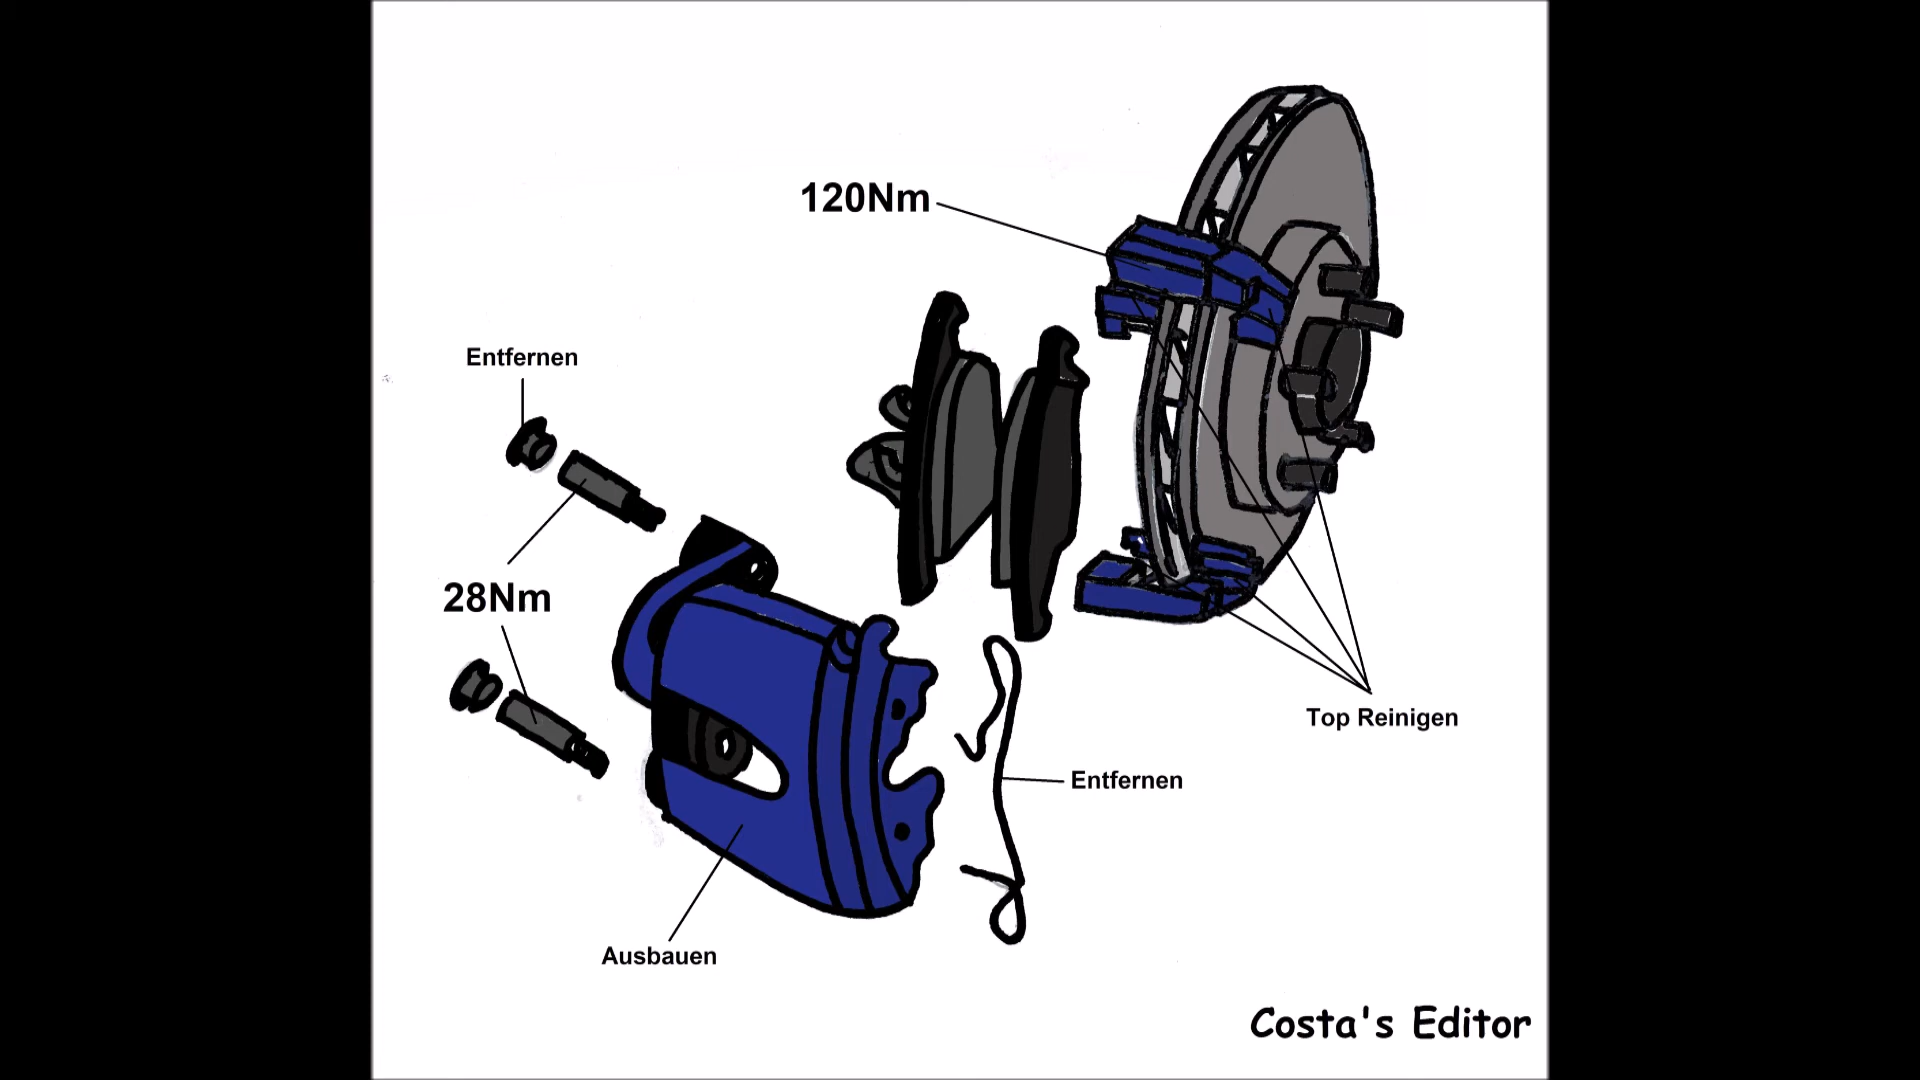 120Nm
Entfernen
28Nm
Top Reinigen
Entfernen
Ausbauen
Costa's Editor